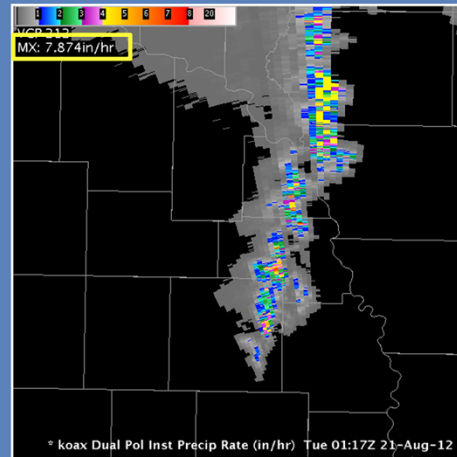 1 2 3 4 5 6 7 8 20
VCP 212
MX: 7.874in/hr
* koax Dual Pol Inst Precip Rate (in/hr) Tue 01:17Z 21-Aug-12